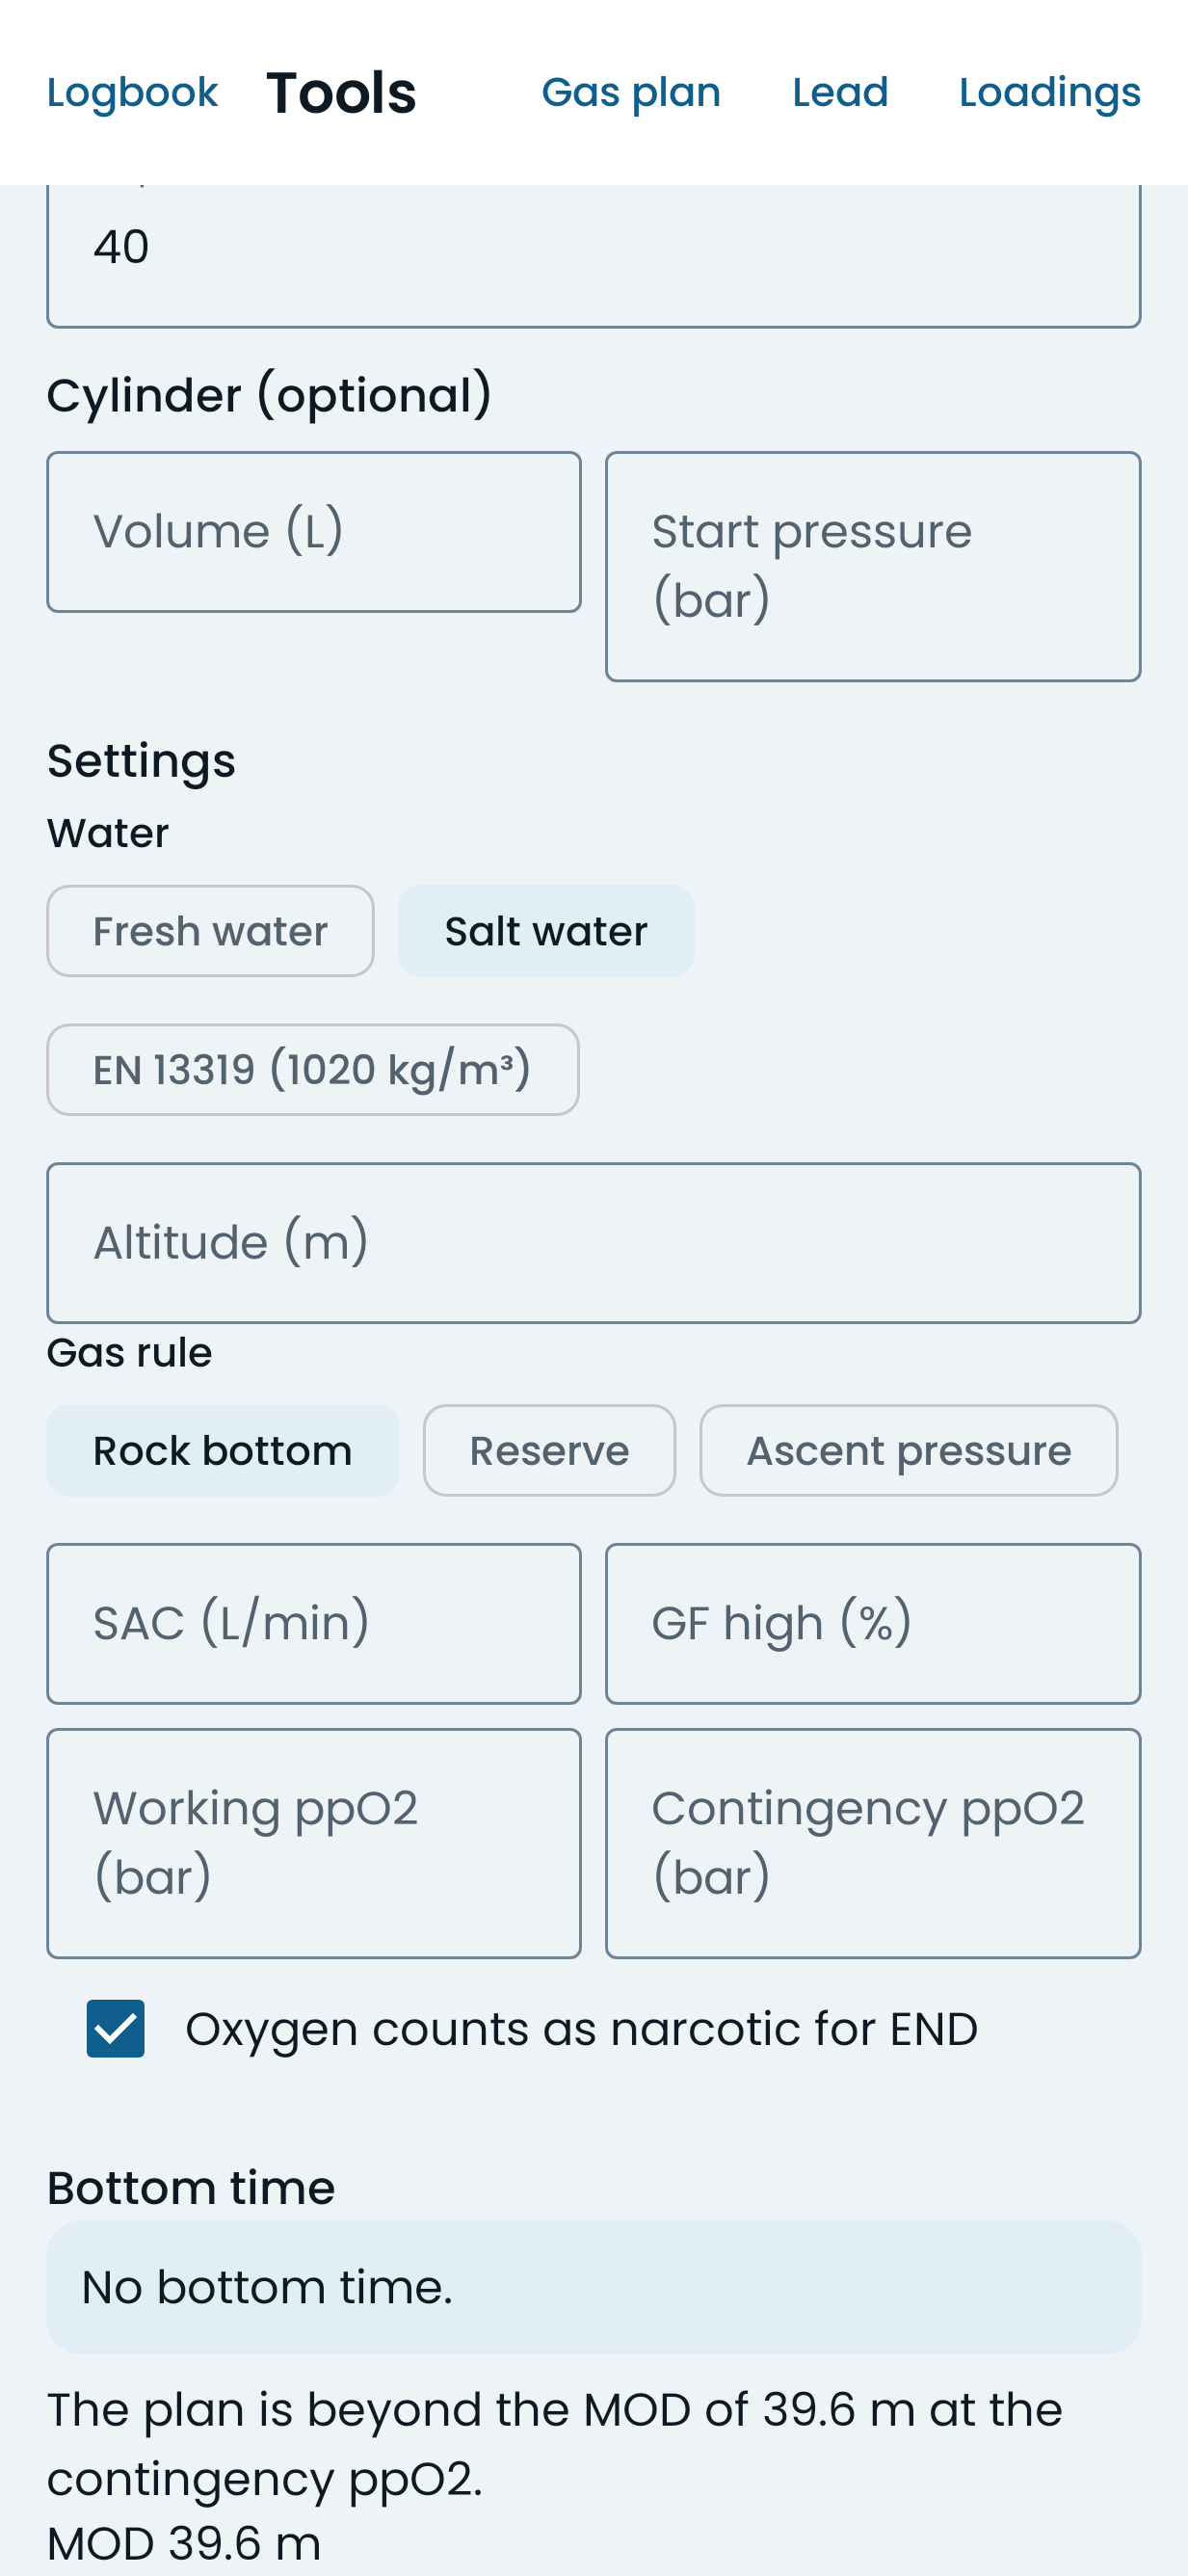 Logbook Tools Gas plan Lead Loadings
40
Cylinder (optional)
Volume (L)
Start pressure
(bar)
Settings
Water
Fresh water Salt water
EN 13319 (1020 kg/m³)
Altitude (m)
Gas rule
Rock bottom Reserve Ascent pressure
SAC (L/min) GF high (%)
Working ppO2
(bar)
Contingency ppO2
(bar)
Oxygen counts as narcotic for END
Bottom time
No bottom time.
The plan is beyond the MOD of 39.6 m at the
contingency ppO2.
MOD 39.6 m